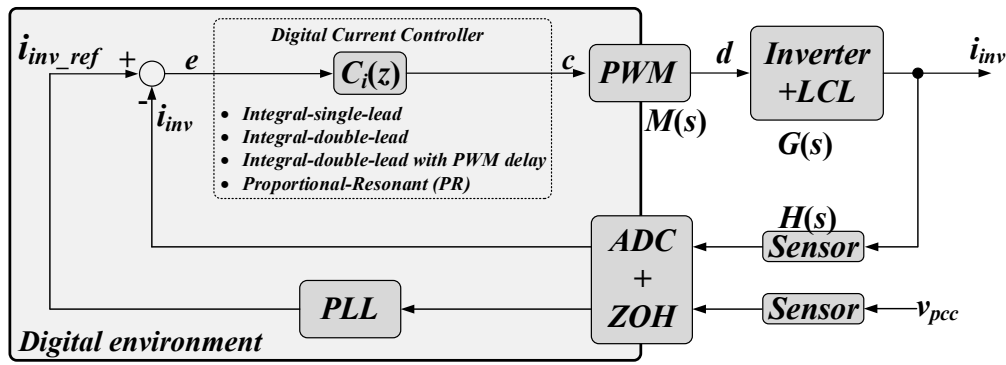 Digital Current Controller
i_inv_ref
+
e
C_i(z)
c
PWM
d
Inverter
+LCL
i_inv
-
i_inv
M(s)
G(s)
• Integral-single-lead
• Integral-double-lead
• Integral-double-lead with PWM delay
• Proportional-Resonant (PR)
H(s)
Sensor
ADC
+
ZOH
PLL
Sensor
v_pcc
Digital environment